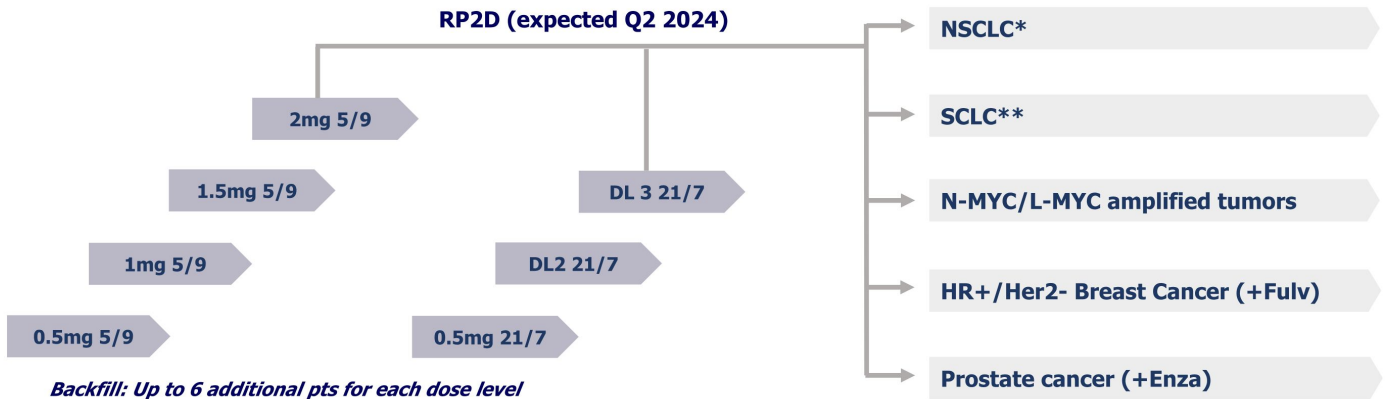 RP2D (expected Q2 2024)
2mg 5/9
1.5mg 5/9
1mg 5/9
0.5mg 5/9
DL 3 21/7
DL2 21/7
0.5mg 21/7
Backfill: Up to 6 additional pts for each dose level
NSCLC*
SCLC**
N-MYC/L-MYC amplified tumors
HR+/Her2- Breast Cancer (+Fulv)
Prostate cancer (+Enza)